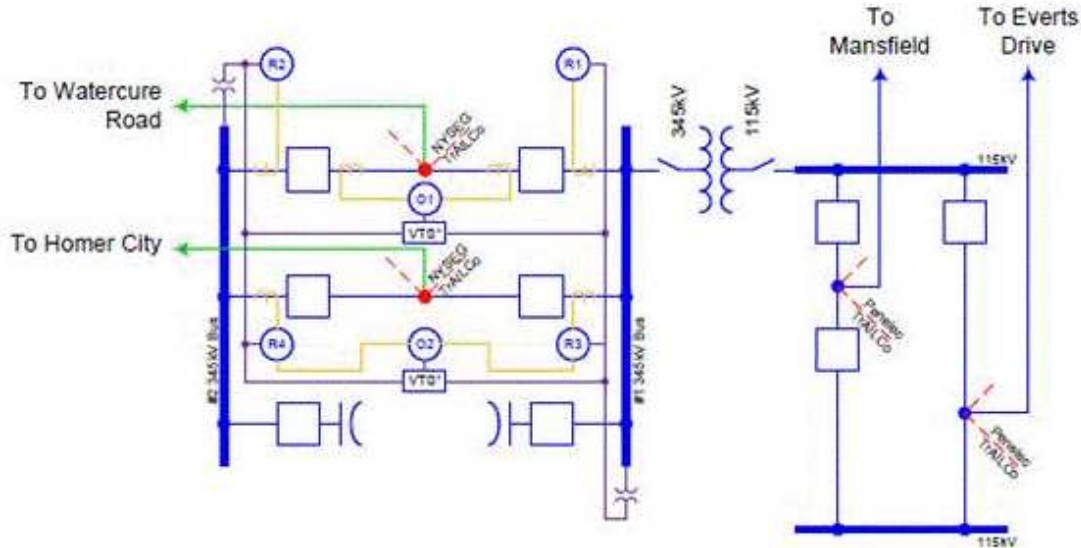 To
Mansfield
To Everts
Drive
R2
R1
To Watercure
Road
345kV
115kV
NYSEG
TrAILCo
115kV
O1
VTG*
To Homer City
NYSEG
TrAILCo
Penelec
TrAILCo
R4
O2
R3
VTG*
#2 345kV Bus
#1 345kV Bus
Penelec
TrAILCo
115kV